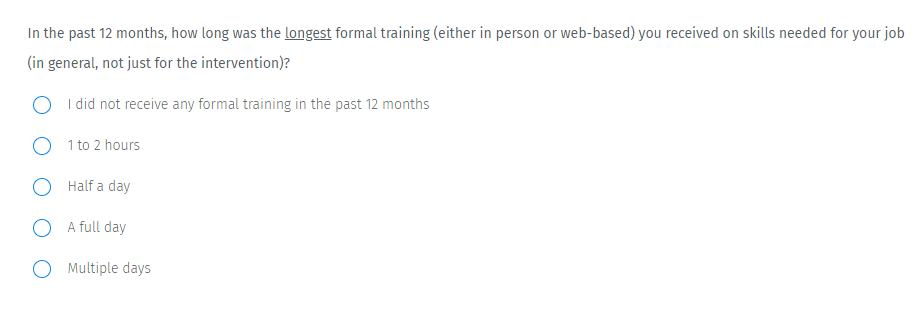 In the past 12 months, how long was the longest formal training (either in person or web-based) you received on skills needed for your job
(in general, not just for the intervention)?
I did not receive any formal training in the past 12 months
1 to 2 hours
Half a day
A full day
Multiple days